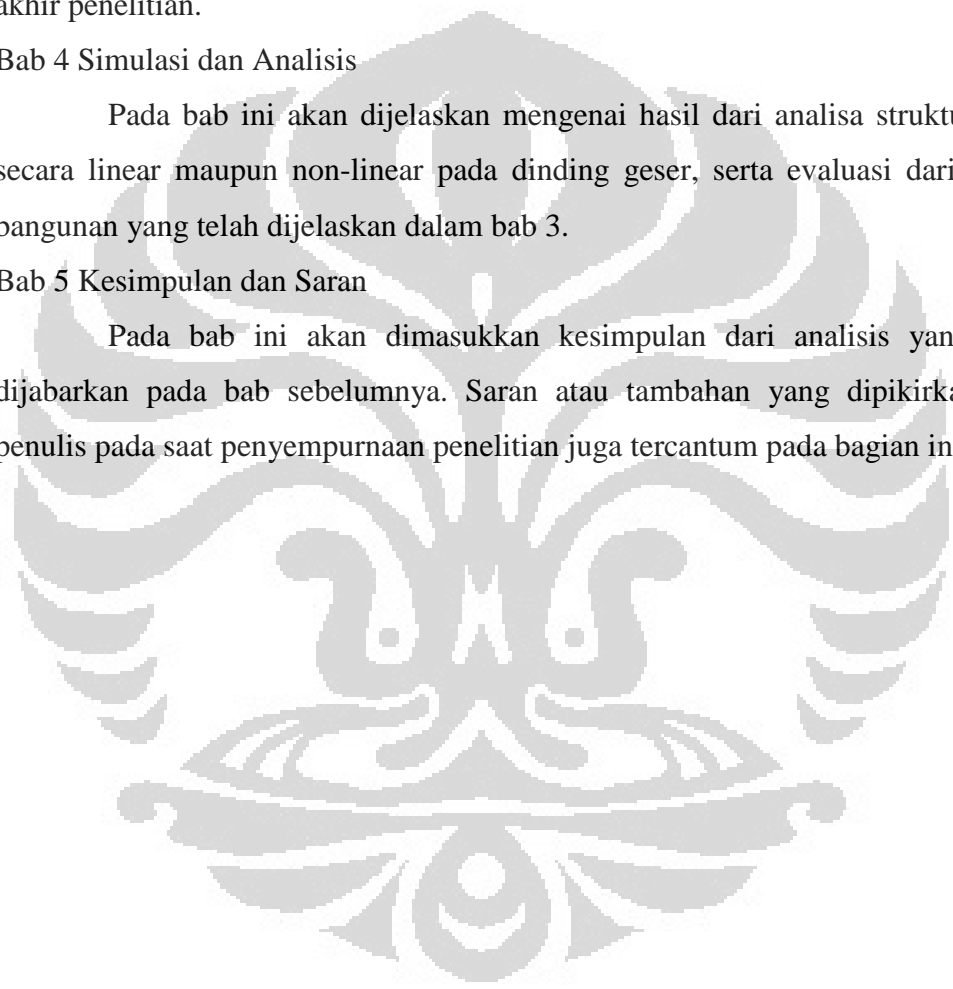 akhir penelitian.
Bab 4 Simulasi dan Analisis
Pada bab ini akan dijelaskan mengenai hasil dari analisa struktu
secara linear maupun non-linear pada dinding geser, serta evaluasi dari
bangunan yang telah dijelaskan dalam bab 3.
Bab 5 Kesimpulan dan Saran
Pada bab ini akan dimasukkan kesimpulan dari analisis yan
dijabarkan pada bab sebelumnya. Saran atau tambahan yang dipikirka
penulis pada saat penyempurnaan penelitian juga tercantum pada bagian in